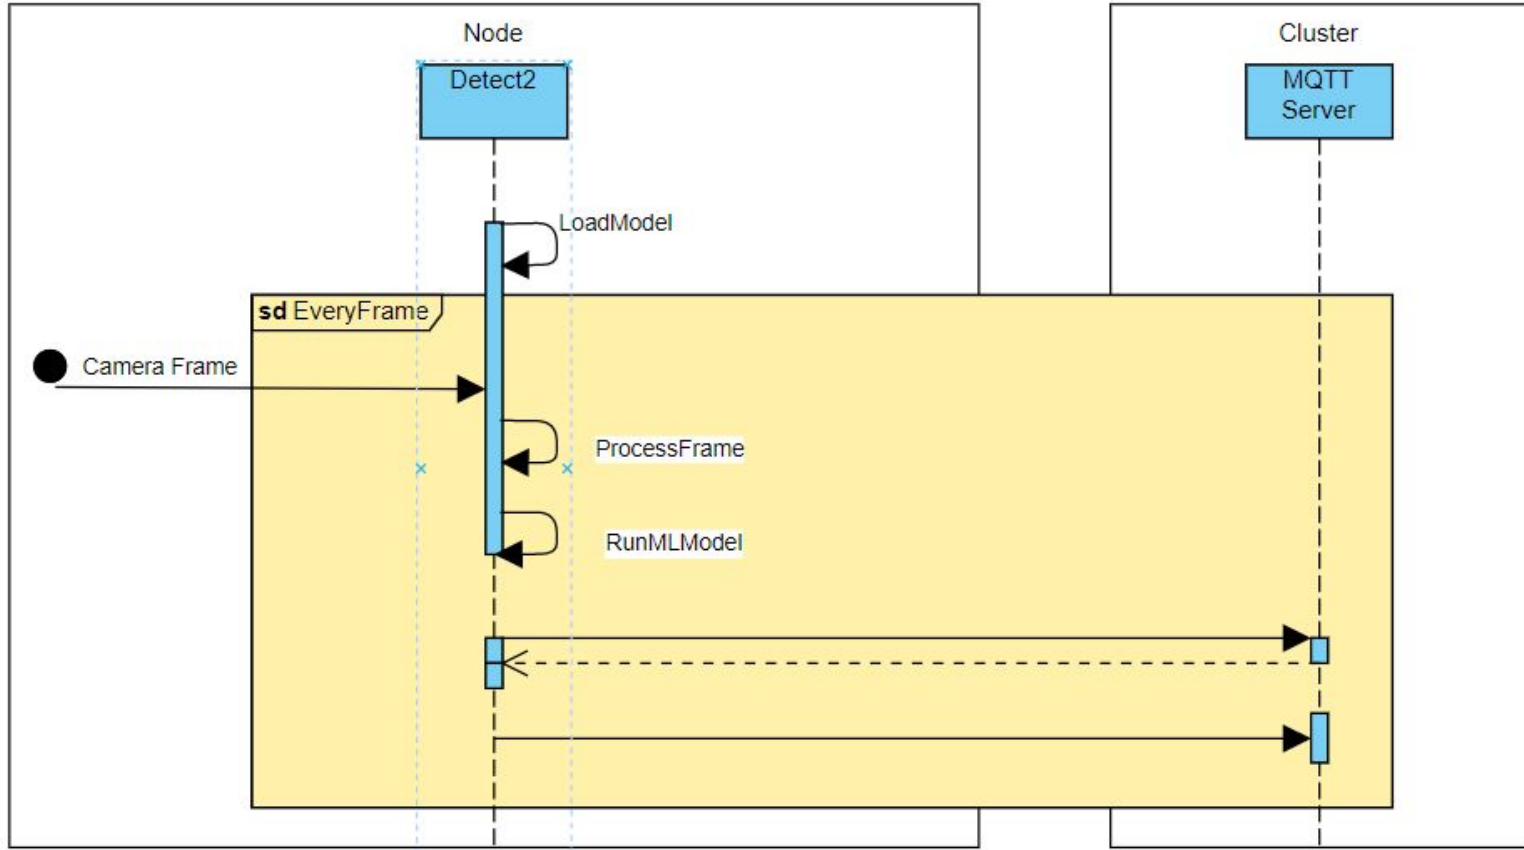 Node
Cluster
Detect2
MQTT
Server
LoadModel
sd EveryFrame
Camera Frame
ProcessFrame
RunMLModel